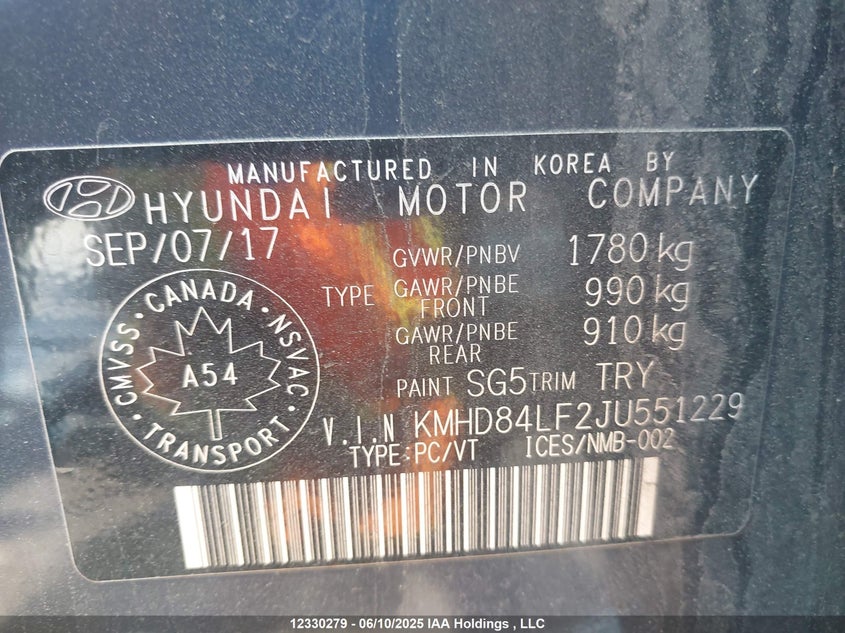 MANUFACTURED IN KOREA BY
HYUNDAI MOTOR COMPANY
SEP/07/17
GVWR/PNBV 1780 kg
TYPE GAWR/PNBE FRONT 990 kg
GAWR/PNBE REAR 910 kg
PAINT SG5 TRIM TRY
CMVSS · CANADA · NSVAC · TRANSPORT ·
A54
V.I.N KMHD84LF2JU551229
TYPE:PC/VT ICES/NMB-002
12330279 - 06/10/2025 IAA Holdings , LLC